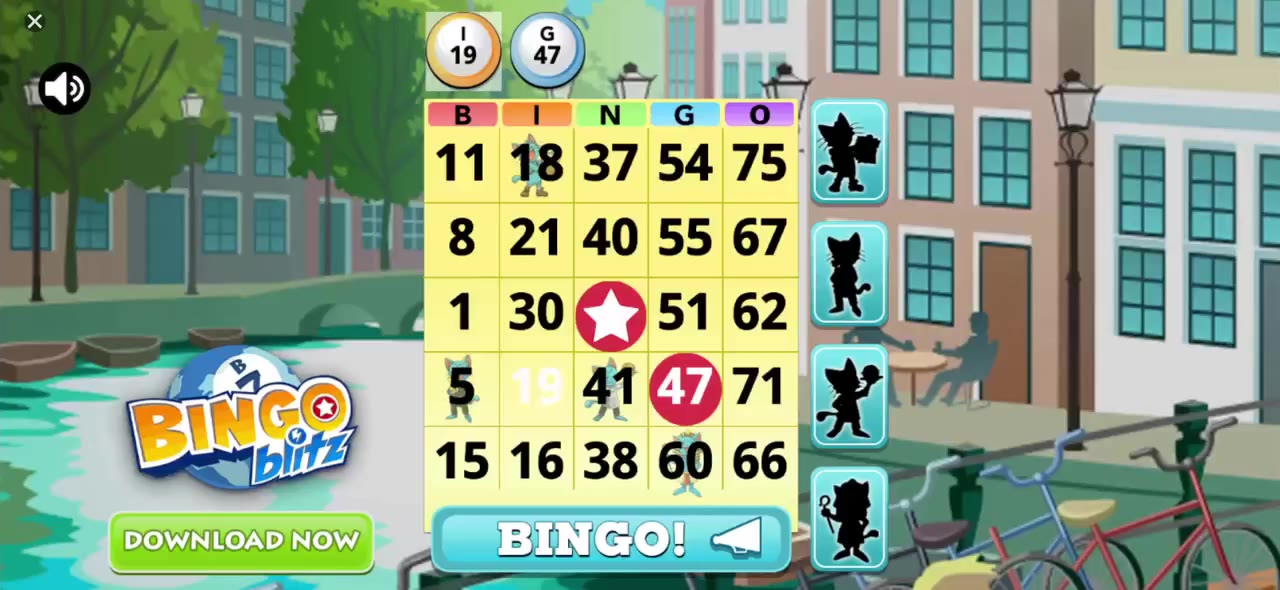 I G
19 47
B I N G O
11 18 37 54 75
8 21 40 55 67
1 30 51 62
5 19 41 47 71
15 16 38 60 66
B
7
BINGO
blitz
DOWNLOAD NOW
BINGO!